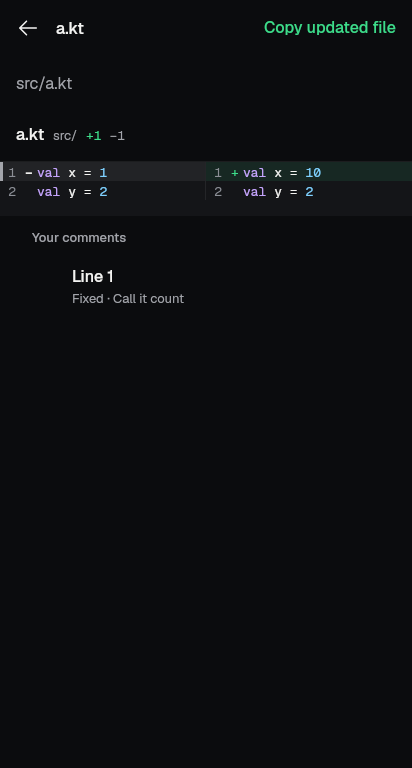 a.kt Copy updated file
src/a.kt
a.kt src/ +1 −1
1 −val x = 1 1 +val x = 10
2 val y = 2 2 val y = 2
Your comments
Line 1
Fixed · Call it count